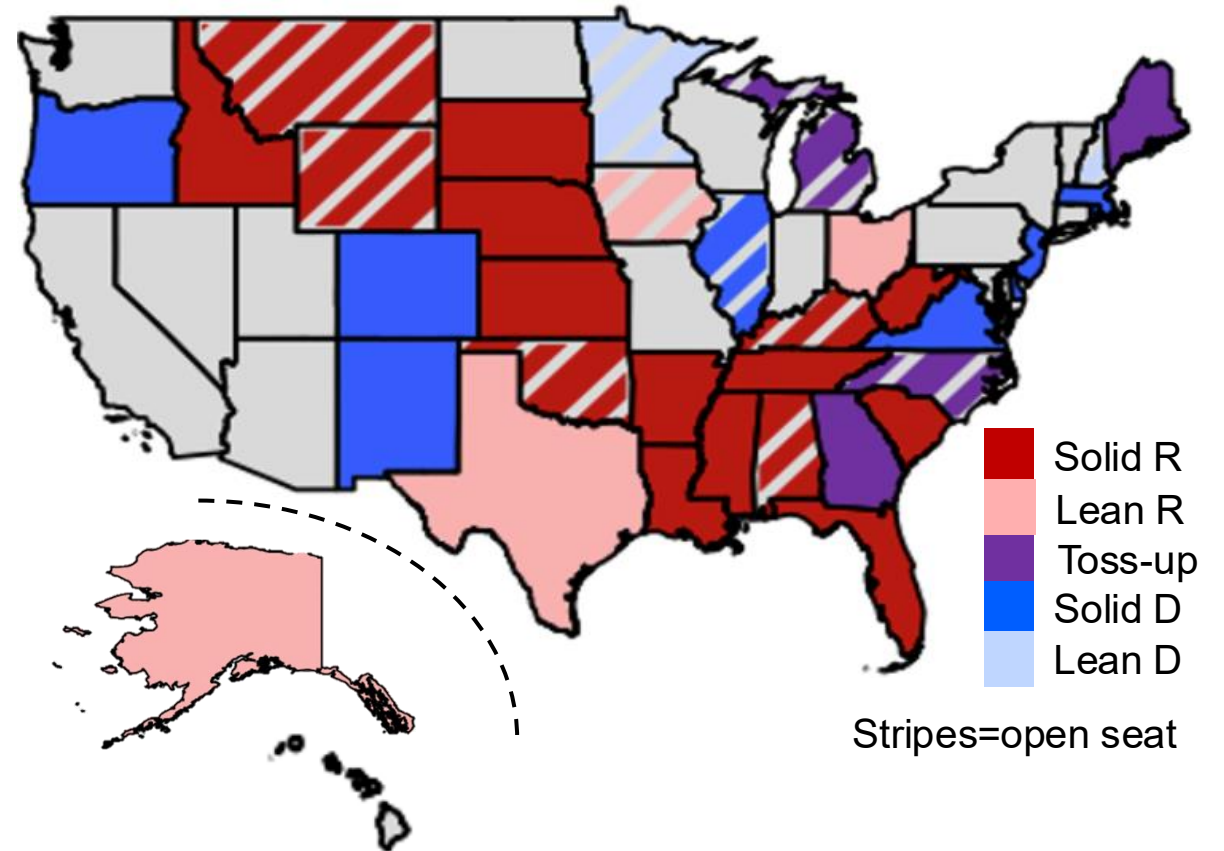 Solid R
Lean R
Toss-up
Solid D
Lean D
Stripes=open seat